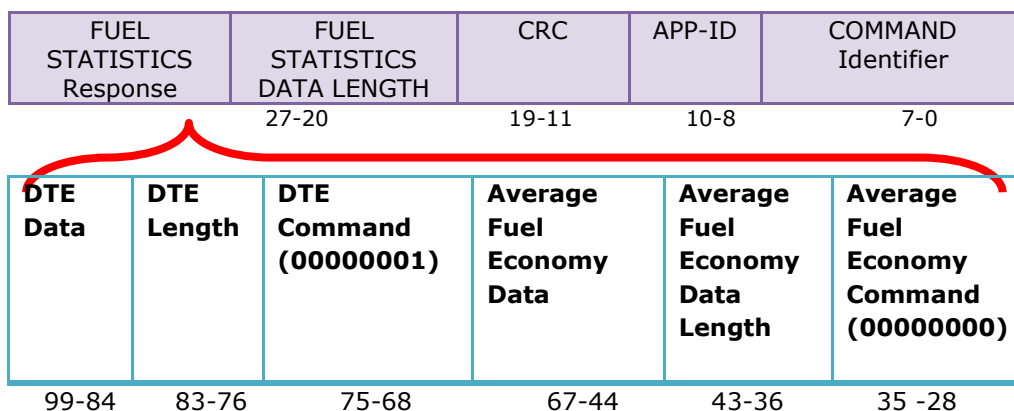 FUEL STATISTICS Response
FUEL STATISTICS DATA LENGTH
CRC
APP-ID
COMMAND Identifier
27-20
19-11
10-8
7-0
DTE Data
DTE Length
DTE Command (00000001)
Average Fuel Economy Data
Average Fuel Economy Data Length
Average Fuel Economy Command (00000000)
99-84
83-76
75-68
67-44
43-36
35 -28